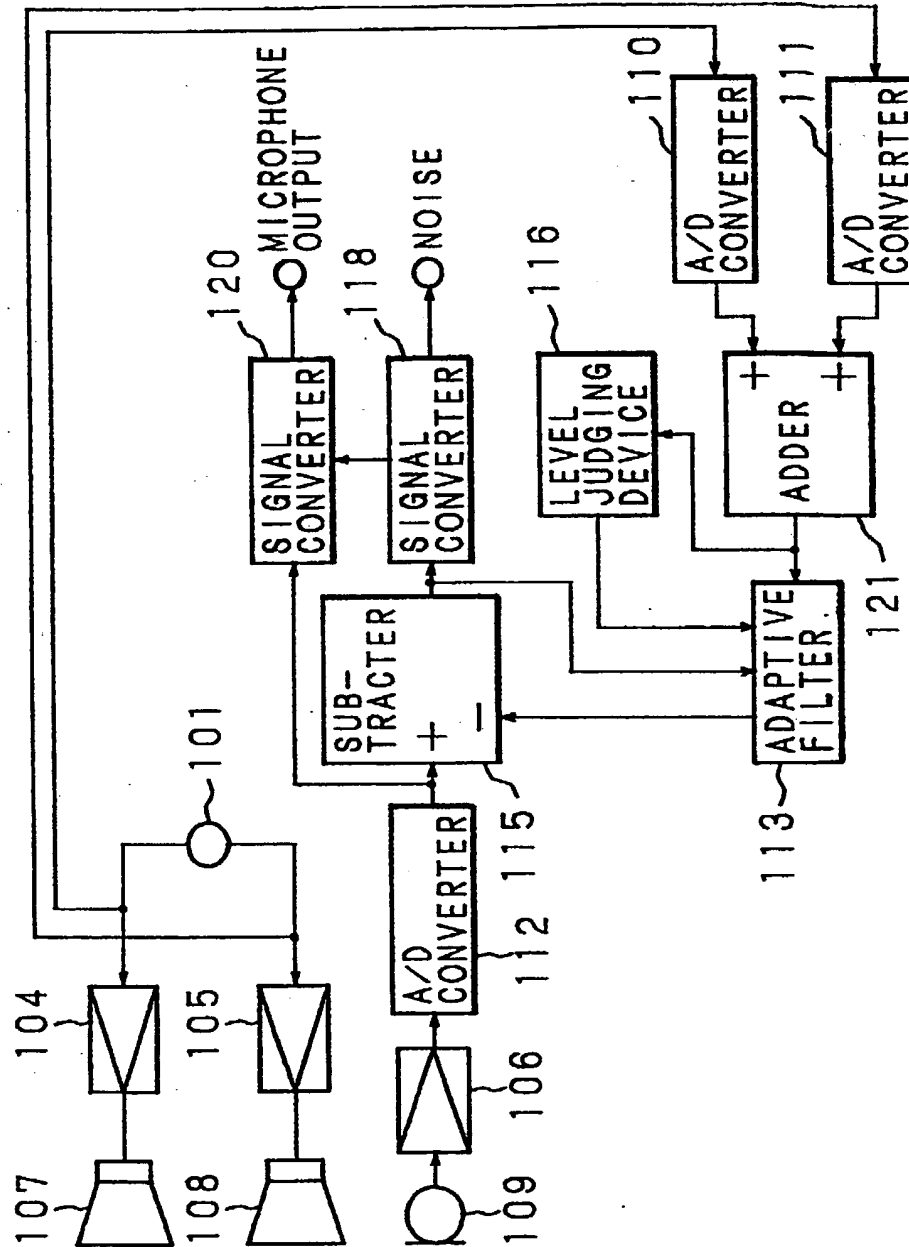 107
104
101
108
105
109
106
A/D
CONVERTER
112
SUB-
TRACTER
+
−
115
SIGNAL
CONVERTER
120
MICROPHONE
OUTPUT
SIGNAL
CONVERTER
118
NOISE
LEVEL
JUDGING
DEVICE
116
ADAPTIVE
FILTER
113
ADDER
+
+
121
A/D
CONVERTER
110
A/D
CONVERTER
111